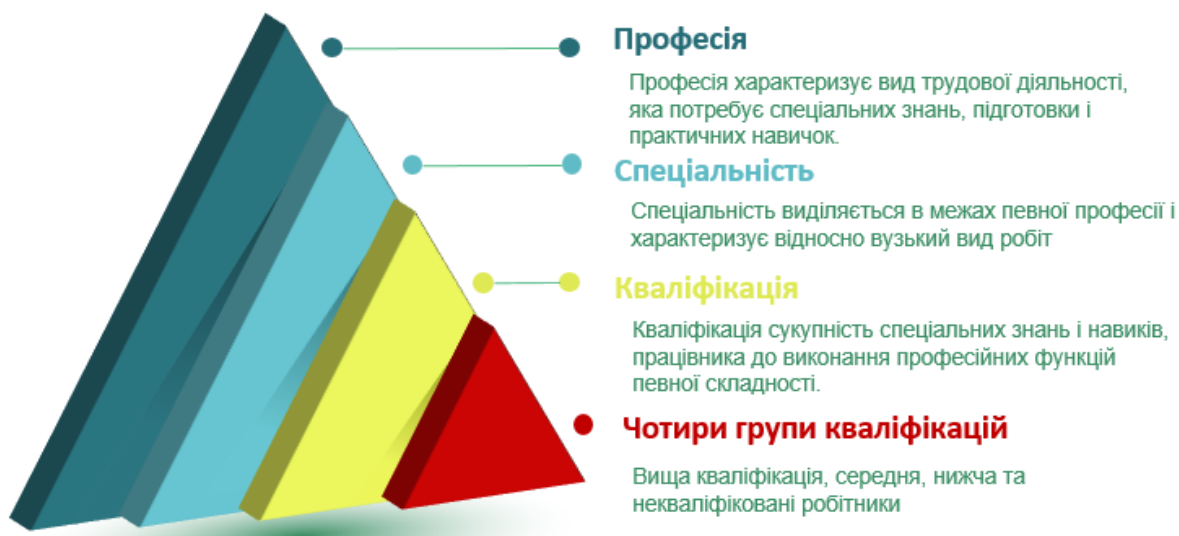 Професія
Професія характеризує вид трудової діяльності,
яка потребує спеціальних знань, підготовки і
практичних навичок.
Спеціальність
Спеціальність виділяється в межах певної професії і
характеризує відносно вузький вид робіт
Кваліфікація
Кваліфікація сукупність спеціальних знань і навиків,
працівника до виконання професійних функцій
певної складності.
Чотири групи кваліфікацій
Вища кваліфікація, середня, нижча та
некваліфіковані робітники